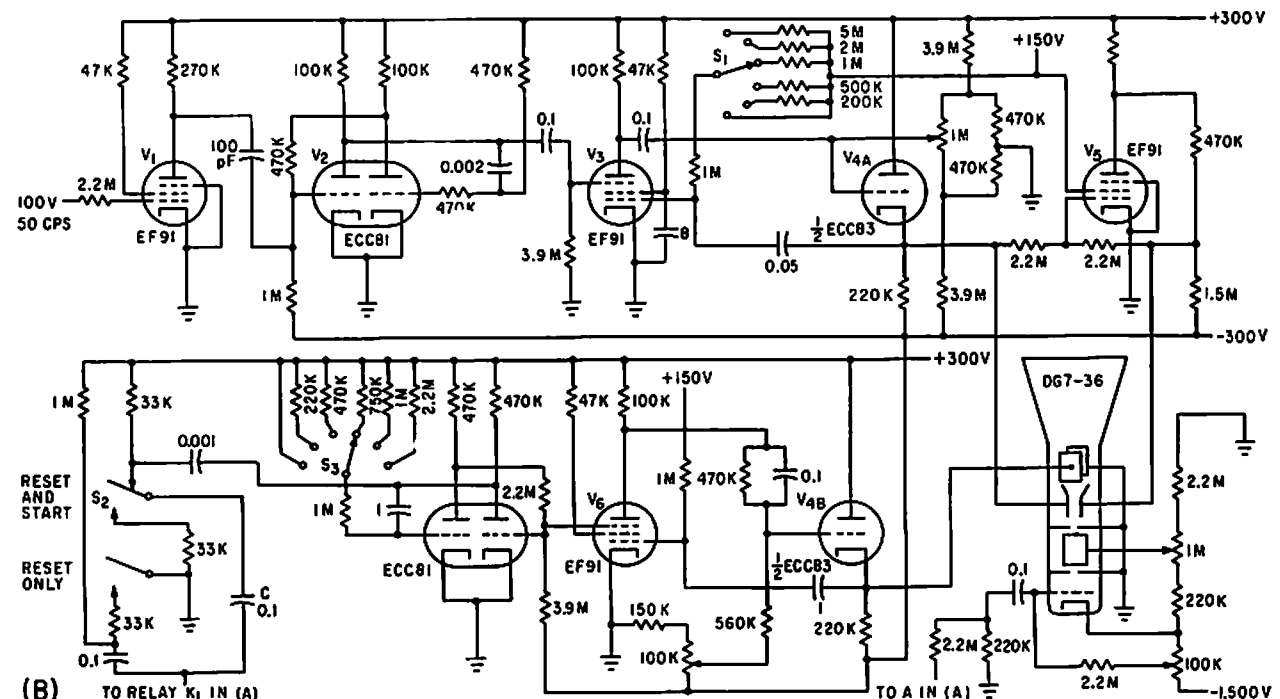 +300V
47K
270K
100K
100K
470K
100K
47K
S1
5M
2M
1M
500K
200K
3.9M
+150V
100 pF
470K
V1
V2
0.002
0.1
V3
0.1
1M
V4A
1M
470K
470K
V5
EF91
470K
2.2M
100V
50 CPS
EF91
ECC81
470K
3.9M
EF91
8
½ ECC83
0.05
2.2M
2.2M
1M
220K
3.9M
1.5M
-300V
+300V
1M
33K
220K
470K
750K
1M
2.2M
470K
470K
47K
100K
+150V
DG7-36
0.001
S3
RESET
AND
START
S2
1M
1
2.2M
V6
1M
470K
0.1
V4B
2.2M
33K
RESET
ONLY
ECC81
EF91
½ ECC83
1M
33K
C
0.1
3.9M
150K
560K
1
220K
0.1
220K
0.1
100K
2.2M
220K
2.2M
100K
(B)
TO RELAY K1 IN (A)
TO A IN (A)
-1,500V